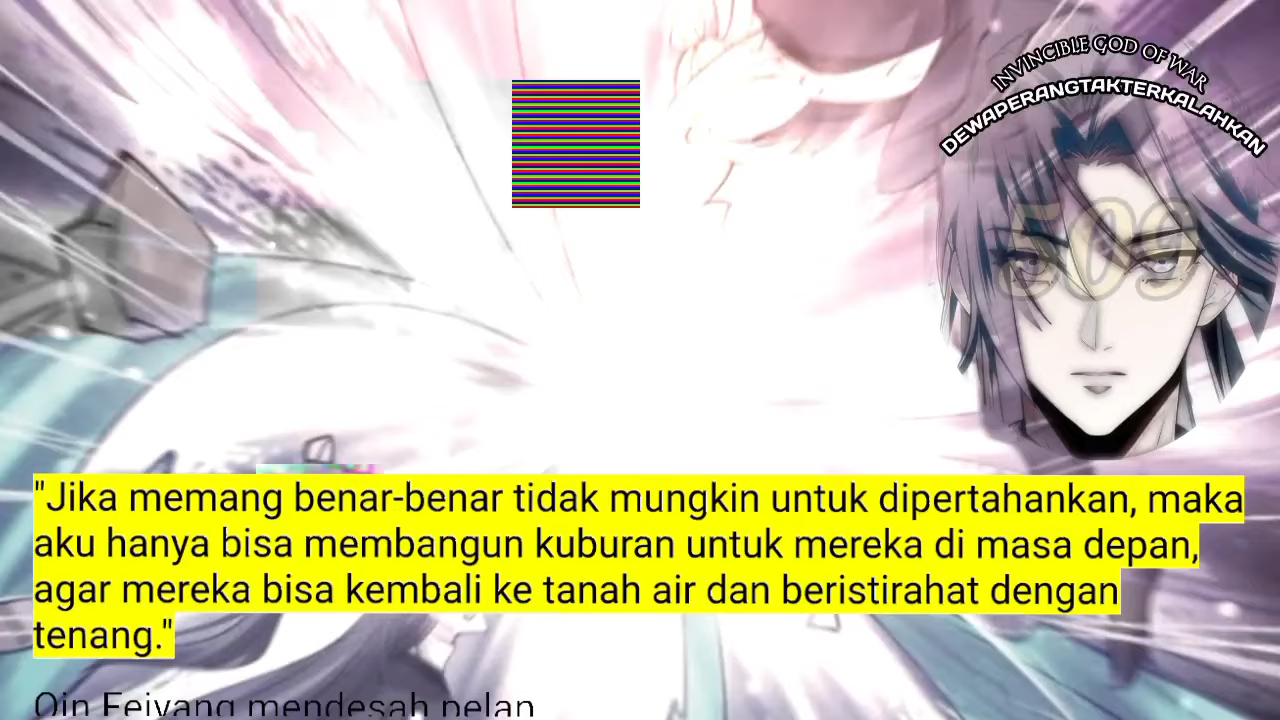 INVINCIBLE GOD OF WAR
DEWAPERANGTAKTERKALAHKAN
509
"Jika memang benar-benar tidak mungkin untuk dipertahankan, maka
aku hanya bisa membangun kuburan untuk mereka di masa depan,
agar mereka bisa kembali ke tanah air dan beristirahat dengan
tenang."
Qin Feiyang mendesah pelan